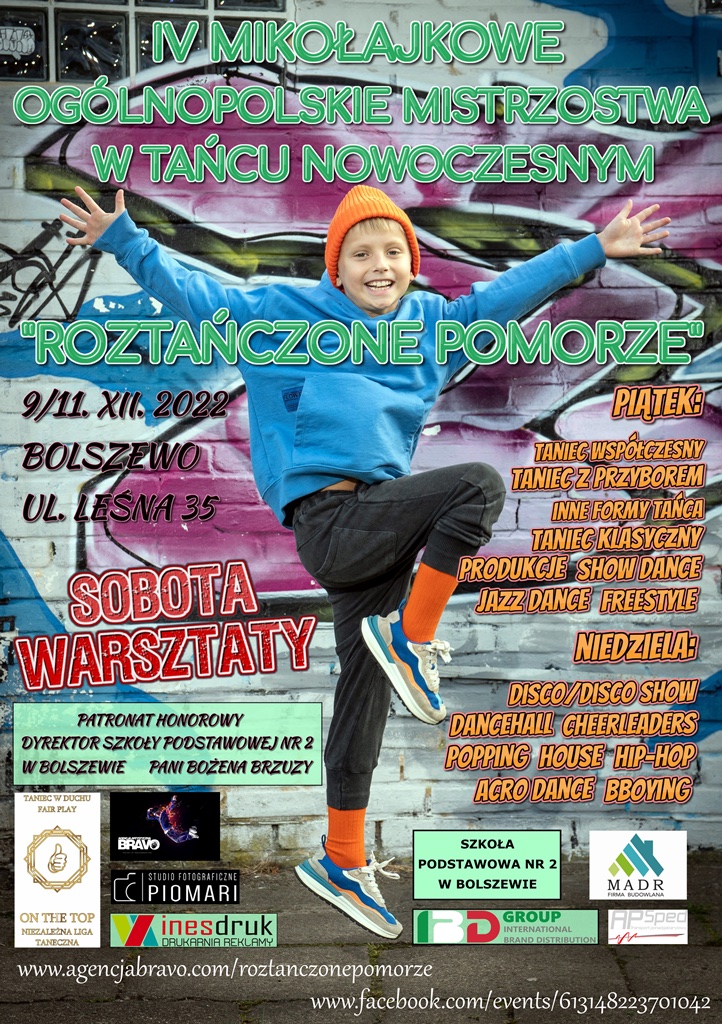 IV MIKOŁAJKOWE
OGÓLNOPOLSKIE MISTRZOSTWA
W TAŃCU NOWOCZESNYM
"ROZTAŃCZONE POMORZE"
9/11. XII. 2022
BOLSZEWO
UL. LEŚNA 35
SOBOTA
WARSZTATY
PIĄTEK:
TANIEC WSPÓŁCZESNY
TANIEC Z PRZYBOREM
INNE FORMY TAŃCA
TANIEC KLASYCZNY
PRODUKCJE SHOW DANCE
JAZZ DANCE FREESTYLE
NIEDZIELA:
DISCO/DISCO SHOW
DANCEHALL CHEERLEADERS
POPPING HOUSE HIP-HOP
ACRO DANCE BBOYING
PATRONAT HONOROWY
DYREKTOR SZKOŁY PODSTAWOWEJ NR 2
W BOLSZEWIE PANI BOŻENA BRZUZY
TANIEC W DUCHU
FAIR PLAY
ON THE TOP
NIEZALEŻNA LIGA
TANECZNA
BRAVO
STUDIO FOTOGRAFICZNE
PIOMARI
inesdruk
DRUKARNIA REKLAMY
SZKOŁA
PODSTAWOWA NR 2
W BOLSZEWIE
MADR
FIRMA BUDOWLANA
IBD GROUP
INTERNATIONAL
BRAND DISTRIBUTION
APSped
www.agencjabravo.com/roztanczonepomorze
www.facebook.com/events/613148223701042